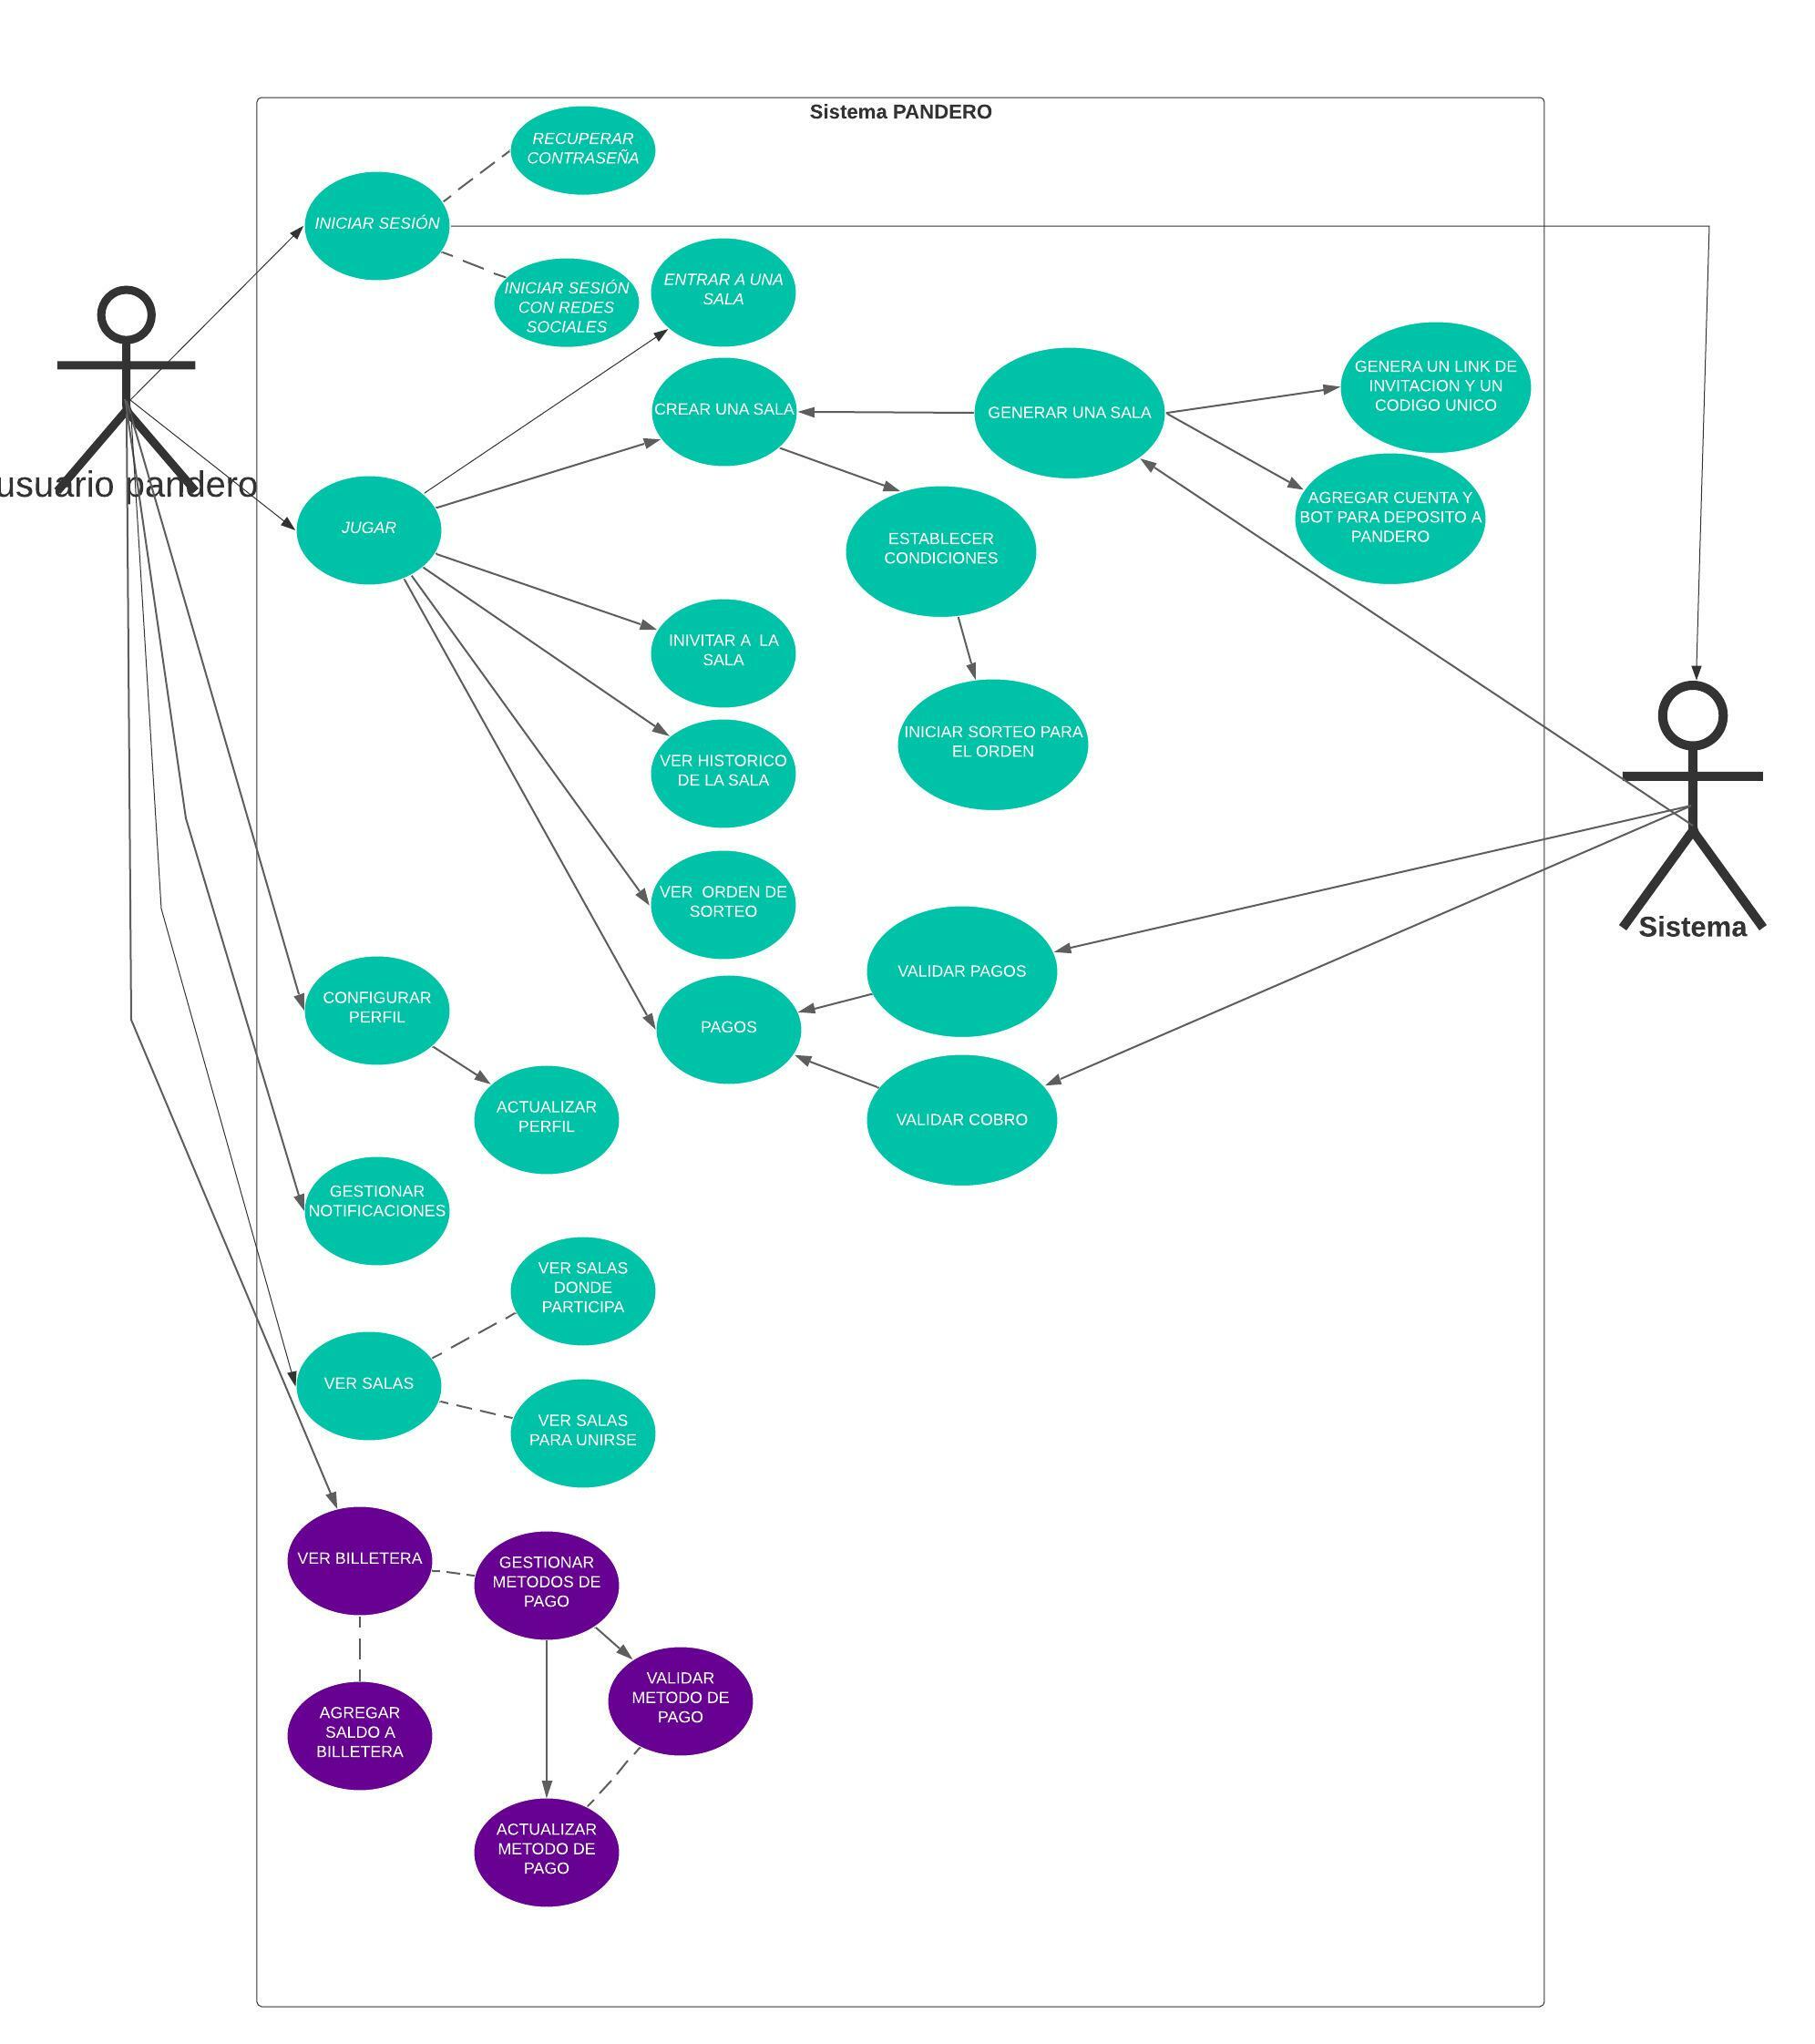 Sistema PANDERO
RECUPERAR
CONTRASEÑA
INICIAR SESIÓN
INICIAR SESIÓN
CON REDES
SOCIALES
ENTRAR A UNA
SALA
CREAR UNA SALA
GENERAR UNA SALA
GENERA UN LINK DE
INVITACION Y UN
CODIGO UNICO
usuario pandero
AGREGAR CUENTA Y
BOT PARA DEPOSITO A
PANDERO
JUGAR
ESTABLECER
CONDICIONES
INIVITAR A  LA
SALA
INICIAR SORTEO PARA
EL ORDEN
VER HISTORICO
DE LA SALA
VER  ORDEN DE
SORTEO
Sistema
VALIDAR PAGOS
CONFIGURAR
PERFIL
PAGOS
ACTUALIZAR
PERFIL
VALIDAR COBRO
GESTIONAR
NOTIFICACIONES
VER SALAS
DONDE
PARTICIPA
VER SALAS
VER SALAS
PARA UNIRSE
VER BILLETERA
GESTIONAR
METODOS DE
PAGO
VALIDAR
METODO DE
PAGO
AGREGAR
SALDO A
BILLETERA
ACTUALIZAR
METODO DE
PAGO